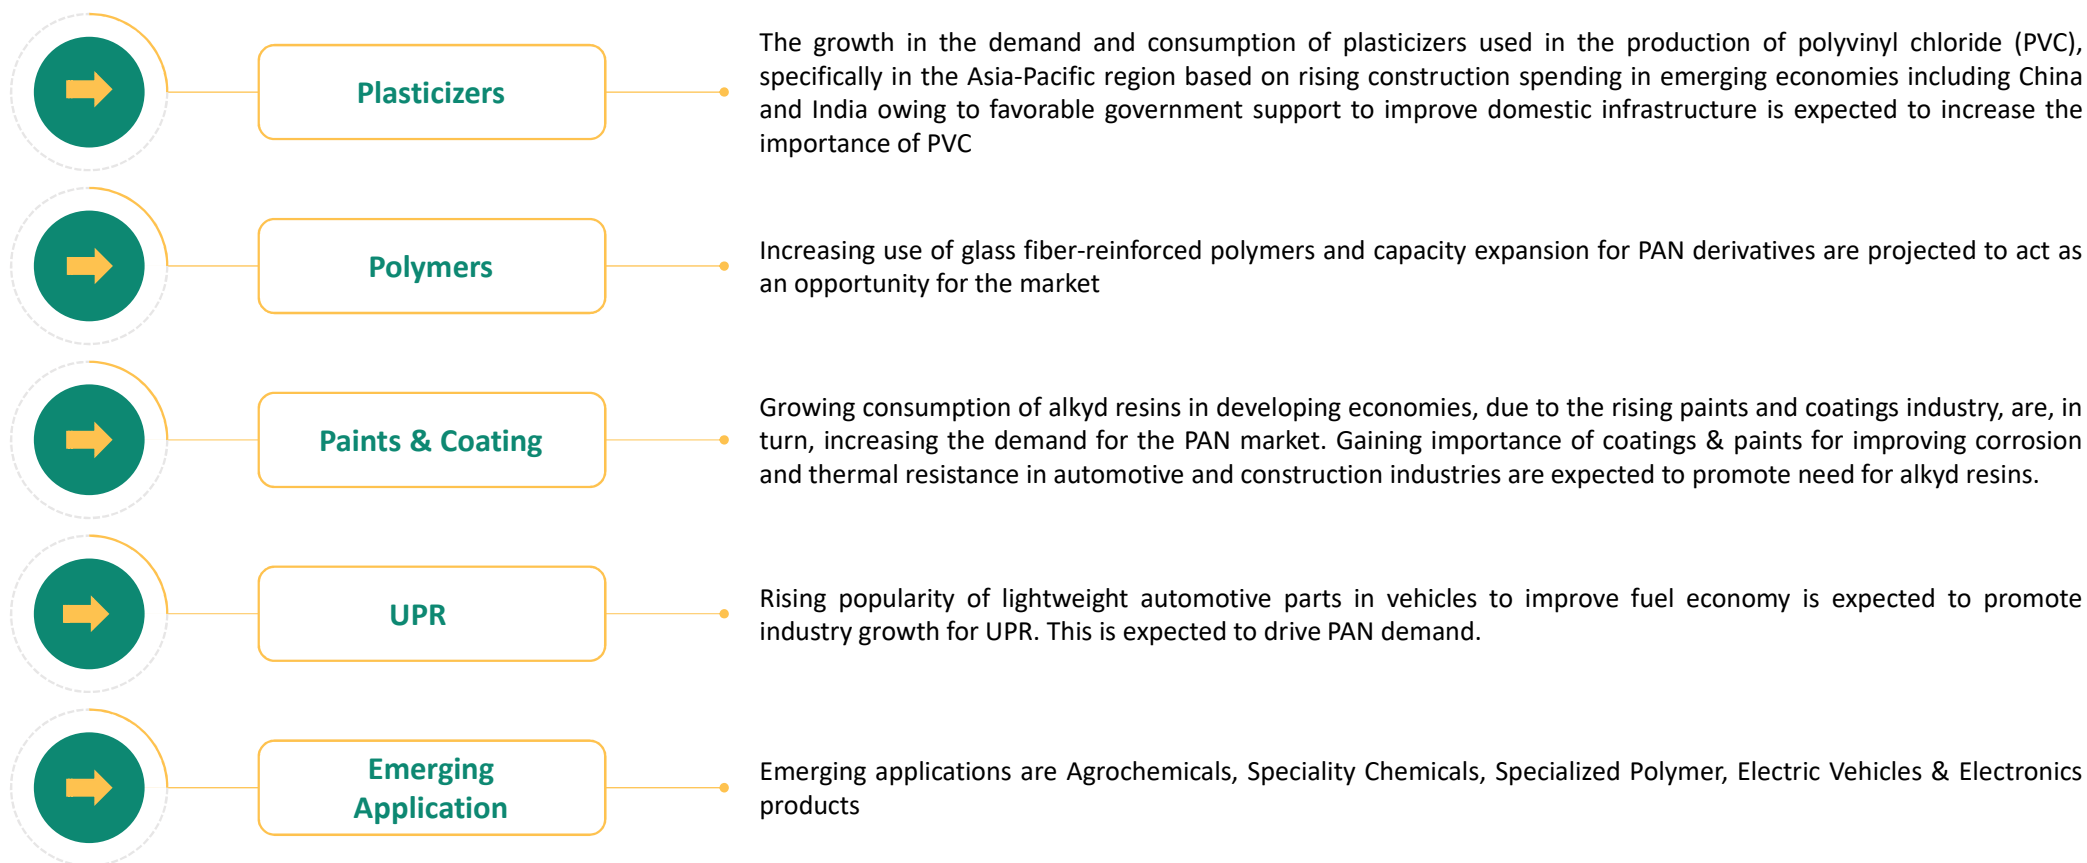 Plasticizers
The growth in the demand and consumption of plasticizers used in the production of polyvinyl chloride (PVC),
specifically in the Asia-Pacific region based on rising construction spending in emerging economies including China
and India owing to favorable government support to improve domestic infrastructure is expected to increase the
importance of PVC
Polymers
Increasing use of glass fiber-reinforced polymers and capacity expansion for PAN derivatives are projected to act as
an opportunity for the market
Paints & Coating
Growing consumption of alkyd resins in developing economies, due to the rising paints and coatings industry, are, in
turn, increasing the demand for the PAN market. Gaining importance of coatings & paints for improving corrosion
and thermal resistance in automotive and construction industries are expected to promote need for alkyd resins.
UPR
Rising popularity of lightweight automotive parts in vehicles to improve fuel economy is expected to promote
industry growth for UPR. This is expected to drive PAN demand.
Emerging
Application
Emerging applications are Agrochemicals, Speciality Chemicals, Specialized Polymer, Electric Vehicles & Electronics
products